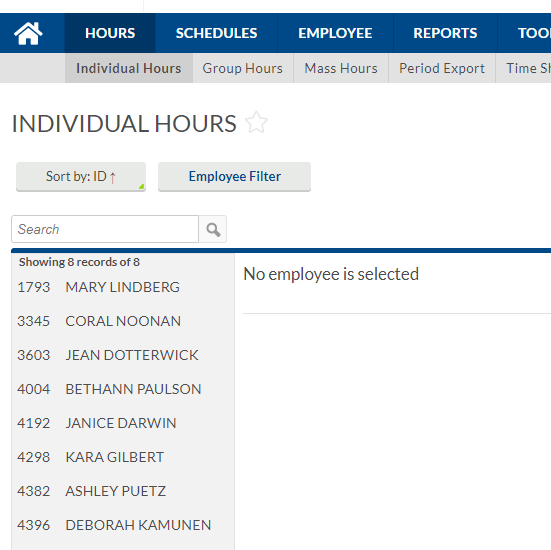 HOURS SCHEDULES EMPLOYEE REPORTS
Individual Hours Group Hours Mass Hours Period Export Time
INDIVIDUAL HOURS
Sort by: ID ↑ Employee Filter
Search
Showing 8 records of 8
No employee is selected
1793 MARY LINDBERG
3345 CORAL NOONAN
3603 JEAN DOTTERWICK
4004 BETHANN PAULSON
4192 JANICE DARWIN
4298 KARA GILBERT
4382 ASHLEY PUETZ
4396 DEBORAH KAMUNEN